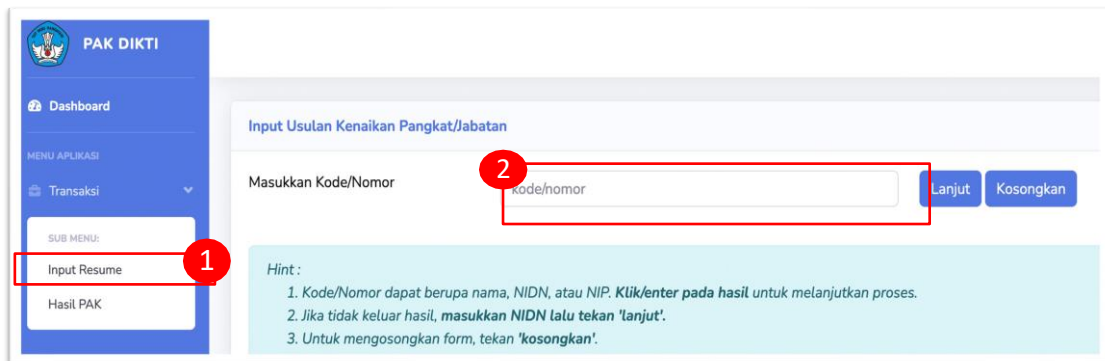 PAK DIKTI
Dashboard
MENU APLIKASI
Transaksi
SUB MENU:
1
Input Resume
Hasil PAK
Input Usulan Kenaikan Pangkat/Jabatan
2
Masukkan Kode/Nomor
kode/nomor
Lanjut
Kosongkan
Hint :
1. Kode/Nomor dapat berupa nama, NIDN, atau NIP. Klik/enter pada hasil untuk melanjutkan proses.
2. Jika tidak keluar hasil, masukkan NIDN lalu tekan 'lanjut'.
3. Untuk mengosongkan form, tekan 'kosongkan'.